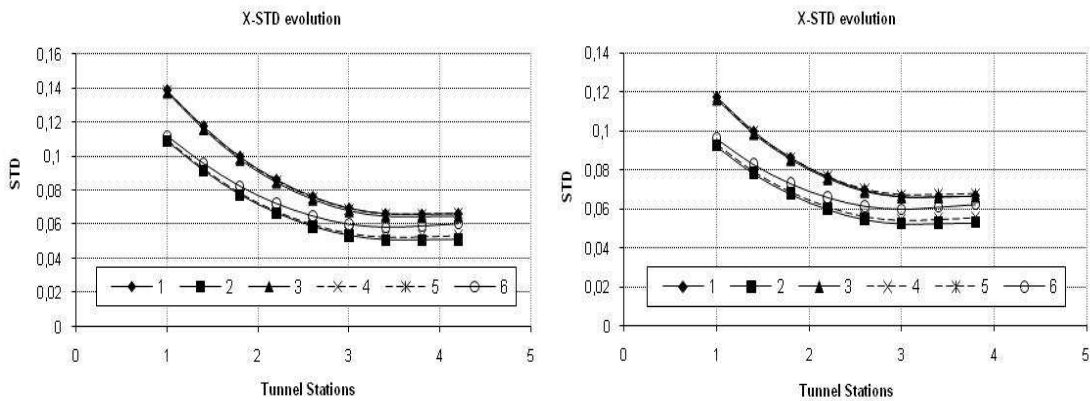 X-STD evolution
0,16
0,14
0,12
0,1
0,08
0,06
0,04
0,02
0
STD
1 2 3 4 5 6
0 1 2 3 4 5
Tunnel Stations
X-STD evolution
0,14
0,12
0,1
0,08
0,06
0,04
0,02
0
STD
1 2 3 4 5 6
0 1 2 3 4 5
Tunnel Stations